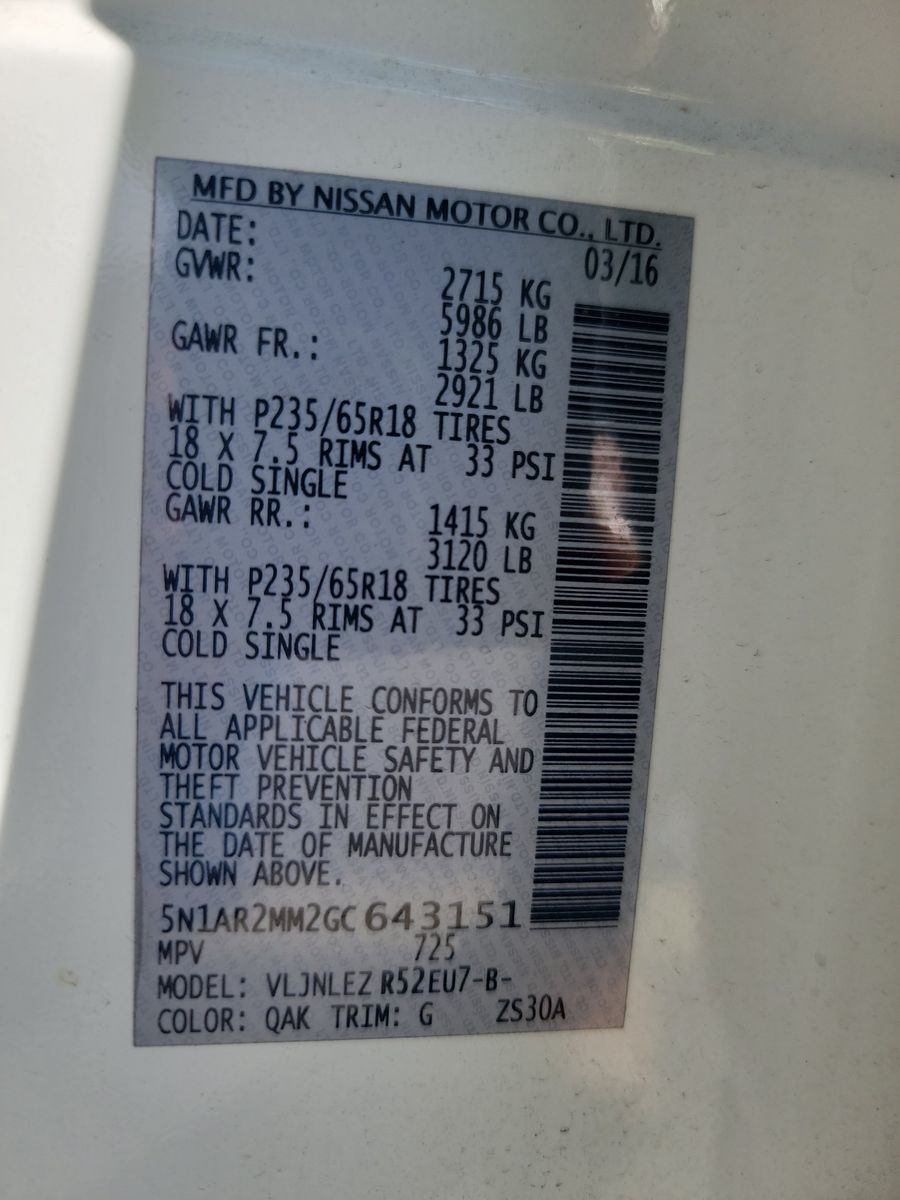 MFD BY NISSAN MOTOR CO., LTD.
DATE: 03/16
GVWR: 2715 KG
5986 LB
GAWR FR.: 1325 KG
2921 LB
WITH P235/65R18 TIRES
18 X 7.5 RIMS AT 33 PSI
COLD SINGLE
GAWR RR.: 1415 KG
3120 LB
WITH P235/65R18 TIRES
18 X 7.5 RIMS AT 33 PSI
COLD SINGLE
THIS VEHICLE CONFORMS TO
ALL APPLICABLE FEDERAL
MOTOR VEHICLE SAFETY AND
THEFT PREVENTION
STANDARDS IN EFFECT ON
THE DATE OF MANUFACTURE
SHOWN ABOVE.
5N1AR2MM2GC643151
MPV 725
MODEL: VLJNLEZ R52EU7-B-
COLOR: QAK TRIM: G ZS30A